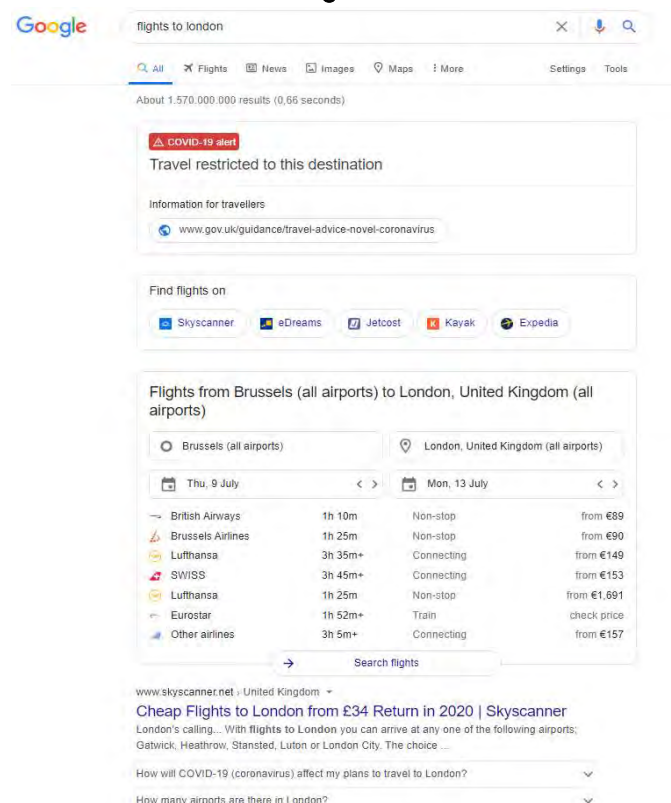 Google
flights to london
All Flights News Images Maps More Settings Tools
About 1.570.000.000 results (0,66 seconds)
COVID-19 alert
Travel restricted to this destination
Information for travellers
www.gov.uk/guidance/travel-advice-novel-coronavirus
Find flights on
Skyscanner eDreams Jetcost Kayak Expedia
Flights from Brussels (all airports) to London, United Kingdom (all
airports)
Brussels (all airports) London, United Kingdom (all airports)
Thu, 9 July < > Mon, 13 July < >
British Airways 1h 10m Non-stop from €89
Brussels Airlines 1h 25m Non-stop from €90
Lufthansa 3h 35m+ Connecting from €149
SWISS 3h 45m+ Connecting from €153
Lufthansa 1h 25m Non-stop from €1,691
Eurostar 1h 52m+ Train check price
Other airlines 3h 5m+ Connecting from €157
Search flights
www.skyscanner.net › United Kingdom
Cheap Flights to London from £34 Return in 2020 | Skyscanner
London's calling... With flights to London you can arrive at any one of the following airports;
Gatwick, Heathrow, Stansted, Luton or London City. The choice ...
How will COVID-19 (coronavirus) affect my plans to travel to London?
How many airports are there in London?